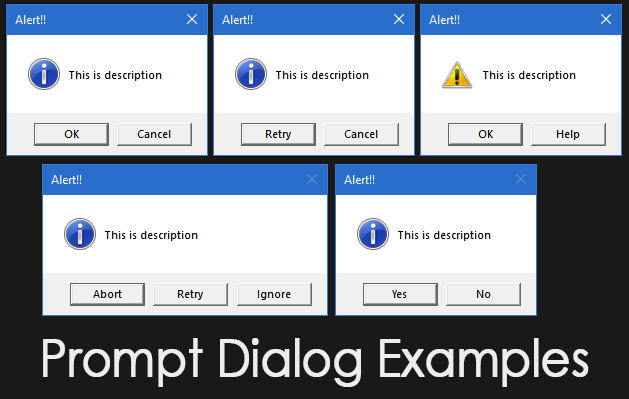 Alert!!
This is description
OK Cancel
Alert!!
This is description
Retry Cancel
Alert!!
This is description
OK Help
Alert!!
This is description
Abort Retry Ignore
Alert!!
This is description
Yes No
Prompt Dialog Examples